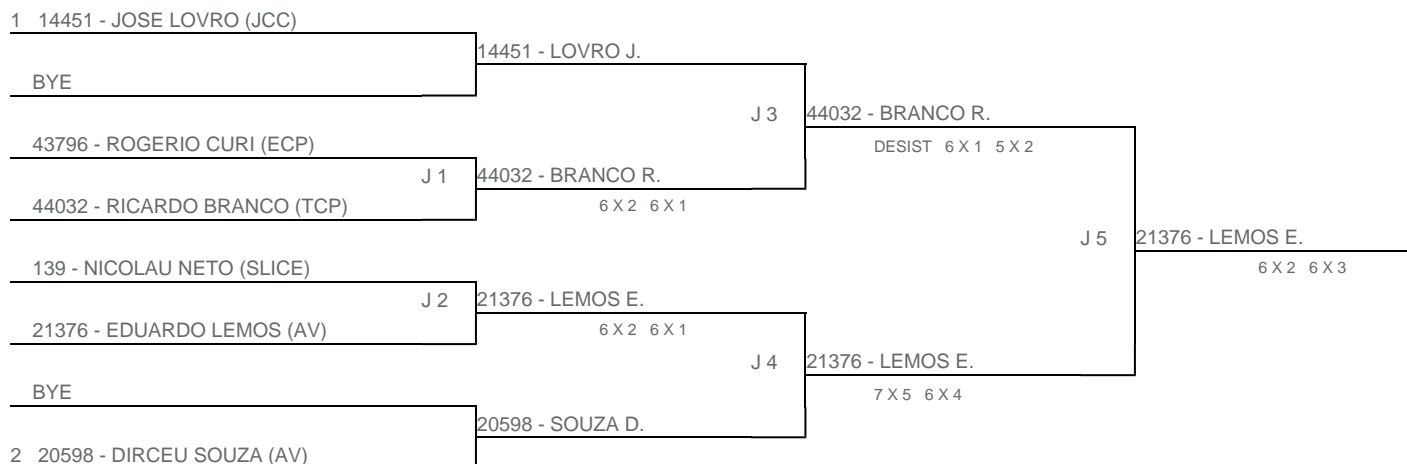 1 14451 - JOSE LOVRO (JCC)
14451 - LOVRO J.
BYE
J 3
44032 - BRANCO R.
DESIST 6 X 1 5 X 2
43796 - ROGERIO CURI (ECP)
J 1
44032 - BRANCO R.
6 X 2 6 X 1
44032 - RICARDO BRANCO (TCP)
J 5
21376 - LEMOS E.
6 X 2 6 X 3
139 - NICOLAU NETO (SLICE)
J 2
21376 - LEMOS E.
6 X 2 6 X 1
21376 - EDUARDO LEMOS (AV)
J 4
21376 - LEMOS E.
7 X 5 6 X 4
BYE
20598 - SOUZA D.
2 20598 - DIRCEU SOUZA (AV)